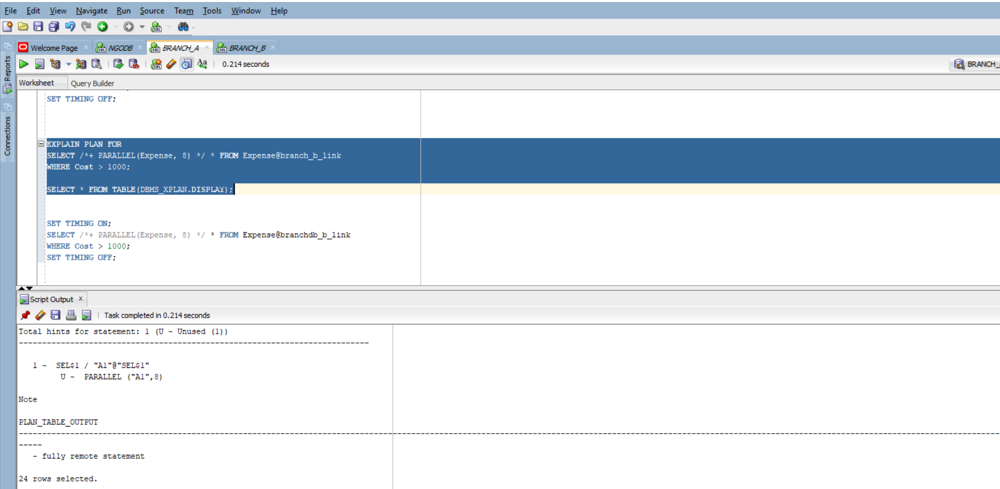 File Edit View Navigate Run Source Team Tools Window Help
Welcome Page NGODB BRANCH_A BRANCH_B
0.214 seconds
BRANCH_
Reports
Connections
Worksheet Query Builder
SET TIMING OFF;
EXPLAIN PLAN FOR
SELECT /*+ PARALLEL(Expense, 8) */ * FROM Expense@branch_b_link
WHERE Cost > 1000;
SELECT * FROM TABLE(DBMS_XPLAN.DISPLAY);
SET TIMING ON;
SELECT /*+ PARALLEL(Expense, 8) */ * FROM Expense@branchdb_b_link
WHERE Cost > 1000;
SET TIMING OFF;
Script Output x
Task completed in 0.214 seconds
Total hints for statement: 1 (U - Unused (1))
---------------------------------------------------------------------------
1 - SEL$1 / "A1"@"SEL$1"
U - PARALLEL ("A1",8)
Note
PLAN_TABLE_OUTPUT
-----
- fully remote statement
24 rows selected.